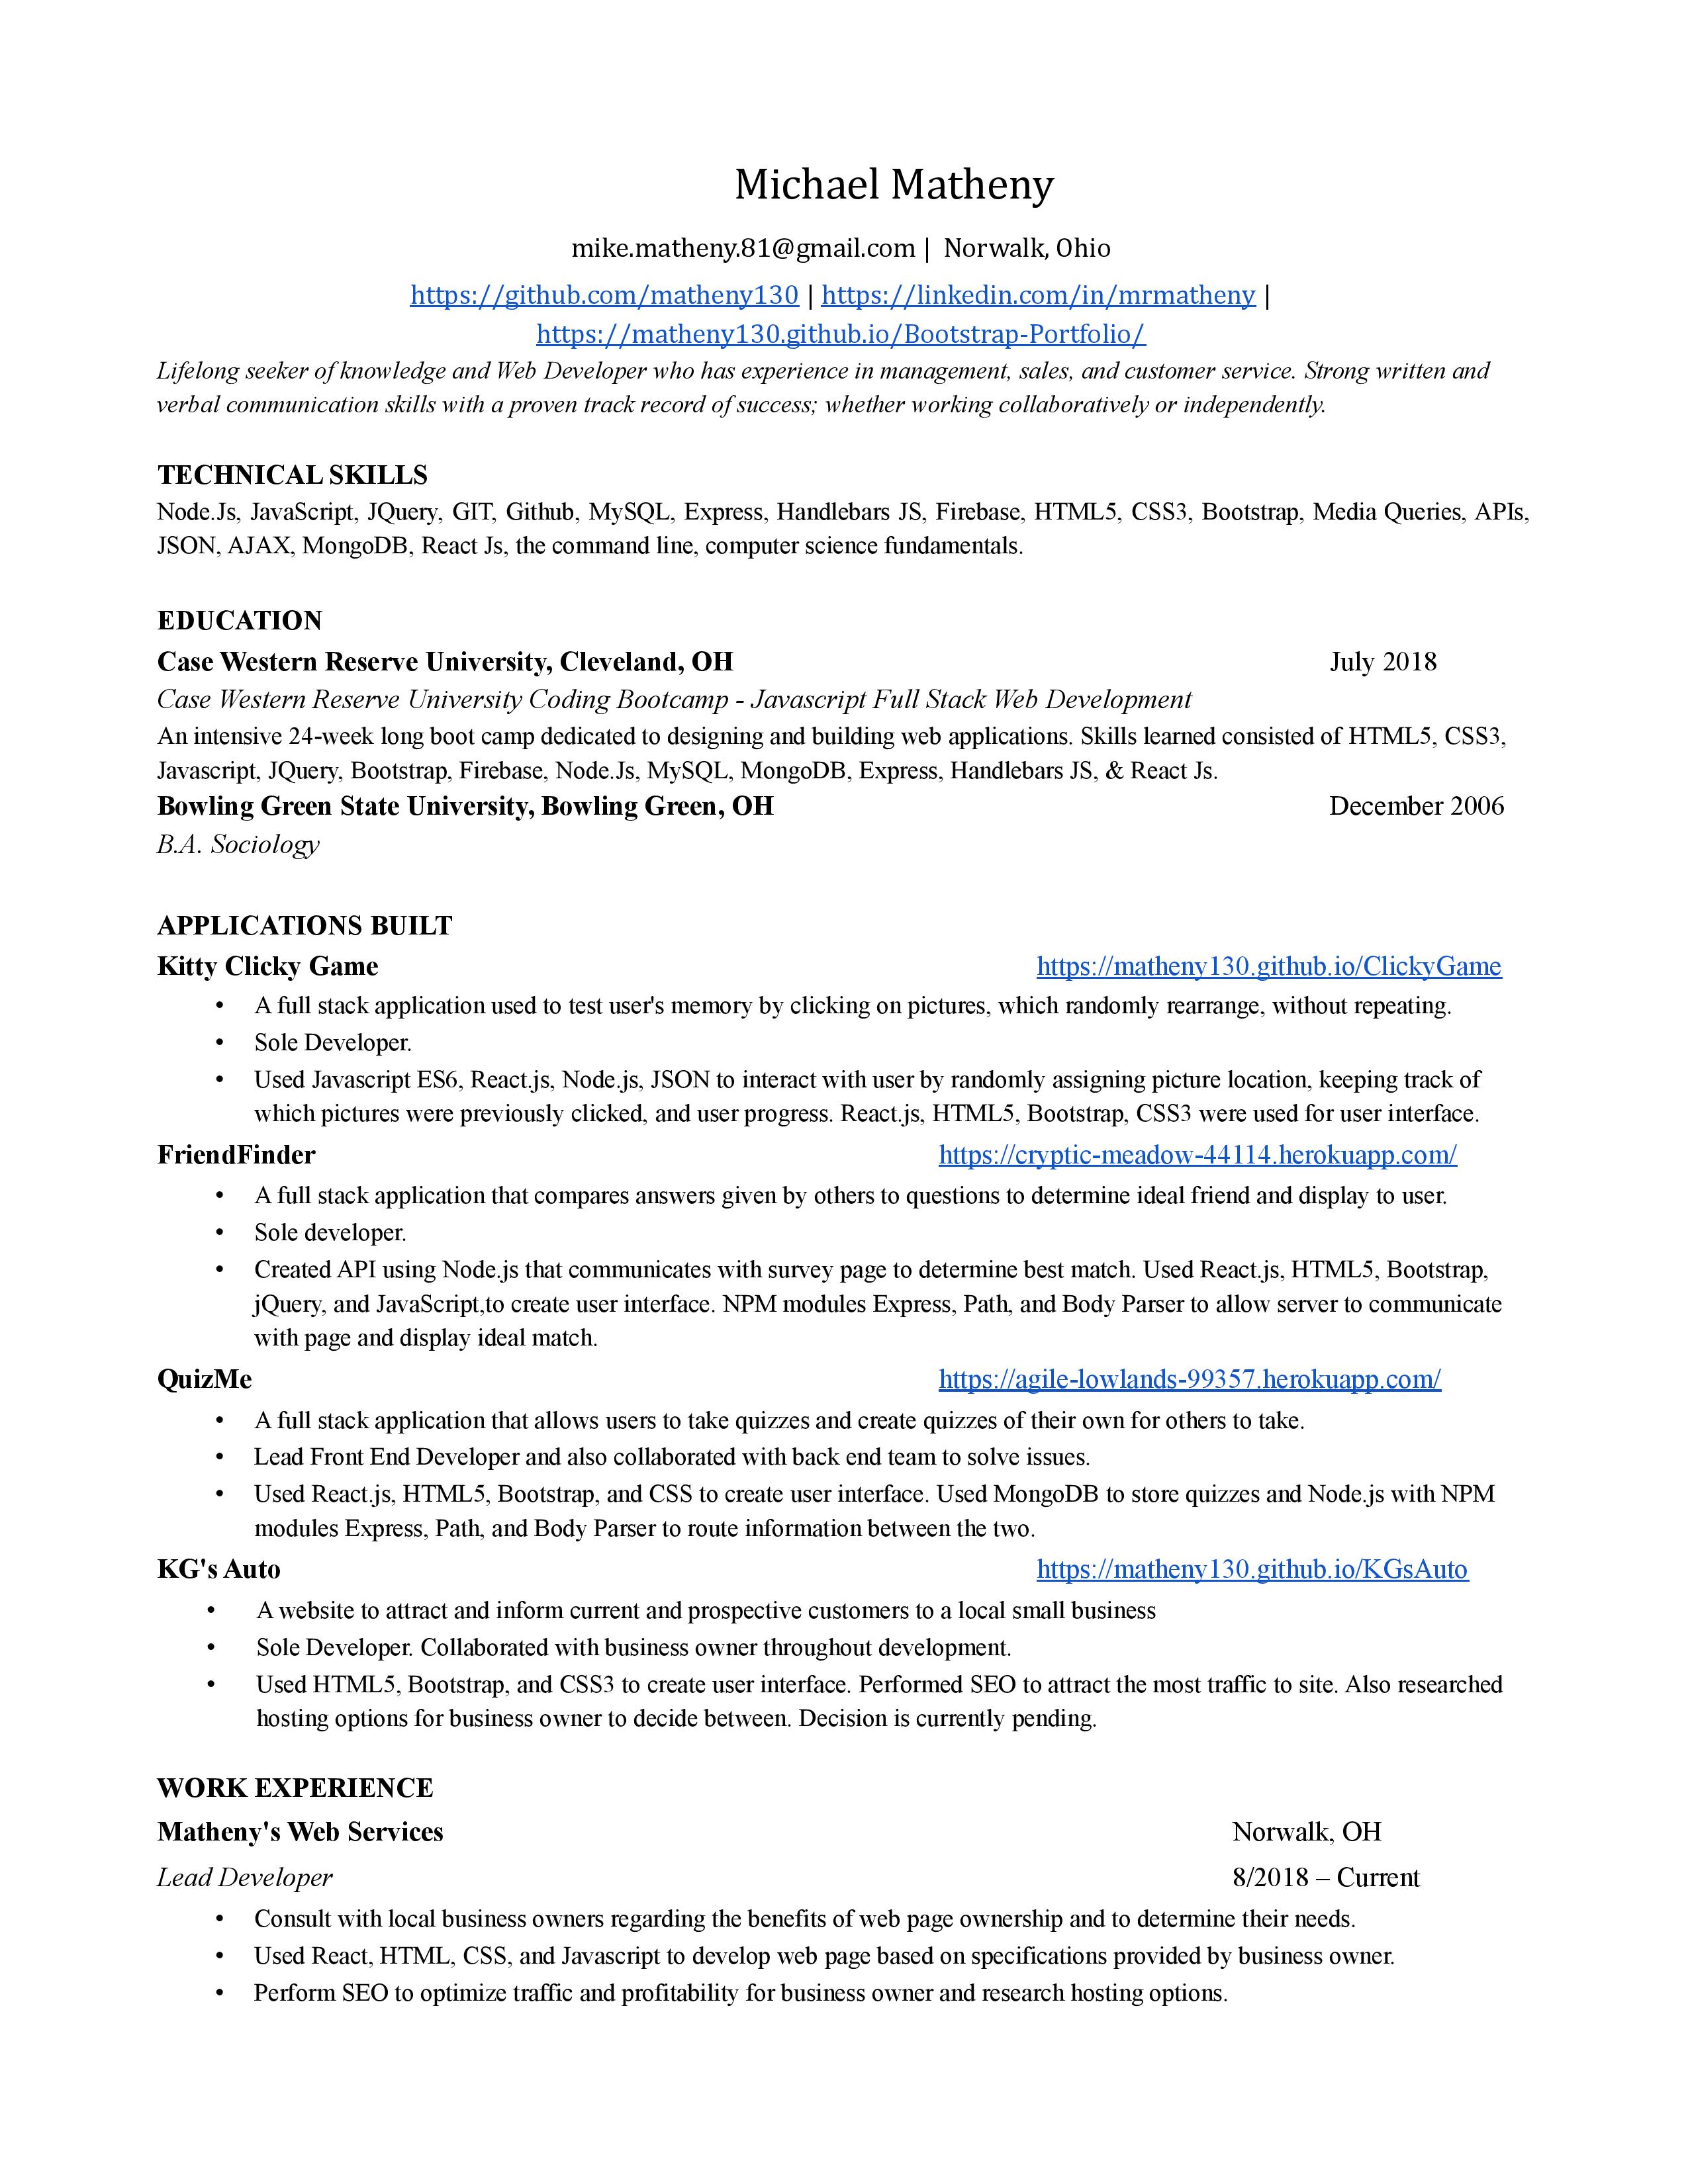 Michael Matheny
mike.matheny.81@gmail.com | Norwalk, Ohio
https://github.com/matheny130 | https://linkedin.com/in/mrmatheny |
https://matheny130.github.io/Bootstrap-Portfolio/
Lifelong seeker of knowledge and Web Developer who has experience in management, sales, and customer service. Strong written and
verbal communication skills with a proven track record of success; whether working collaboratively or independently.
TECHNICAL SKILLS
Node.Js, JavaScript, JQuery, GIT, Github, MySQL, Express, Handlebars JS, Firebase, HTML5, CSS3, Bootstrap, Media Queries, APIs,
JSON, AJAX, MongoDB, React Js, the command line, computer science fundamentals.
EDUCATION
Case Western Reserve University, Cleveland, OH July 2018
Case Western Reserve University Coding Bootcamp - Javascript Full Stack Web Development
An intensive 24-week long boot camp dedicated to designing and building web applications. Skills learned consisted of HTML5, CSS3,
Javascript, JQuery, Bootstrap, Firebase, Node.Js, MySQL, MongoDB, Express, Handlebars JS, & React Js.
Bowling Green State University, Bowling Green, OH December 2006
B.A. Sociology
APPLICATIONS BUILT
Kitty Clicky Game https://matheny130.github.io/ClickyGame
• A full stack application used to test user's memory by clicking on pictures, which randomly rearrange, without repeating.
• Sole Developer.
• Used Javascript ES6, React.js, Node.js, JSON to interact with user by randomly assigning picture location, keeping track of
which pictures were previously clicked, and user progress. React.js, HTML5, Bootstrap, CSS3 were used for user interface.
FriendFinder https://cryptic-meadow-44114.herokuapp.com/
• A full stack application that compares answers given by others to questions to determine ideal friend and display to user.
• Sole developer.
• Created API using Node.js that communicates with survey page to determine best match. Used React.js, HTML5, Bootstrap,
jQuery, and JavaScript,to create user interface. NPM modules Express, Path, and Body Parser to allow server to communicate
with page and display ideal match.
QuizMe https://agile-lowlands-99357.herokuapp.com/
• A full stack application that allows users to take quizzes and create quizzes of their own for others to take.
• Lead Front End Developer and also collaborated with back end team to solve issues.
• Used React.js, HTML5, Bootstrap, and CSS to create user interface. Used MongoDB to store quizzes and Node.js with NPM
modules Express, Path, and Body Parser to route information between the two.
KG's Auto https://matheny130.github.io/KGsAuto
• A website to attract and inform current and prospective customers to a local small business
• Sole Developer. Collaborated with business owner throughout development.
• Used HTML5, Bootstrap, and CSS3 to create user interface. Performed SEO to attract the most traffic to site. Also researched
hosting options for business owner to decide between. Decision is currently pending.
WORK EXPERIENCE
Matheny's Web Services Norwalk, OH
Lead Developer 8/2018 – Current
• Consult with local business owners regarding the benefits of web page ownership and to determine their needs.
• Used React, HTML, CSS, and Javascript to develop web page based on specifications provided by business owner.
• Perform SEO to optimize traffic and profitability for business owner and research hosting options.